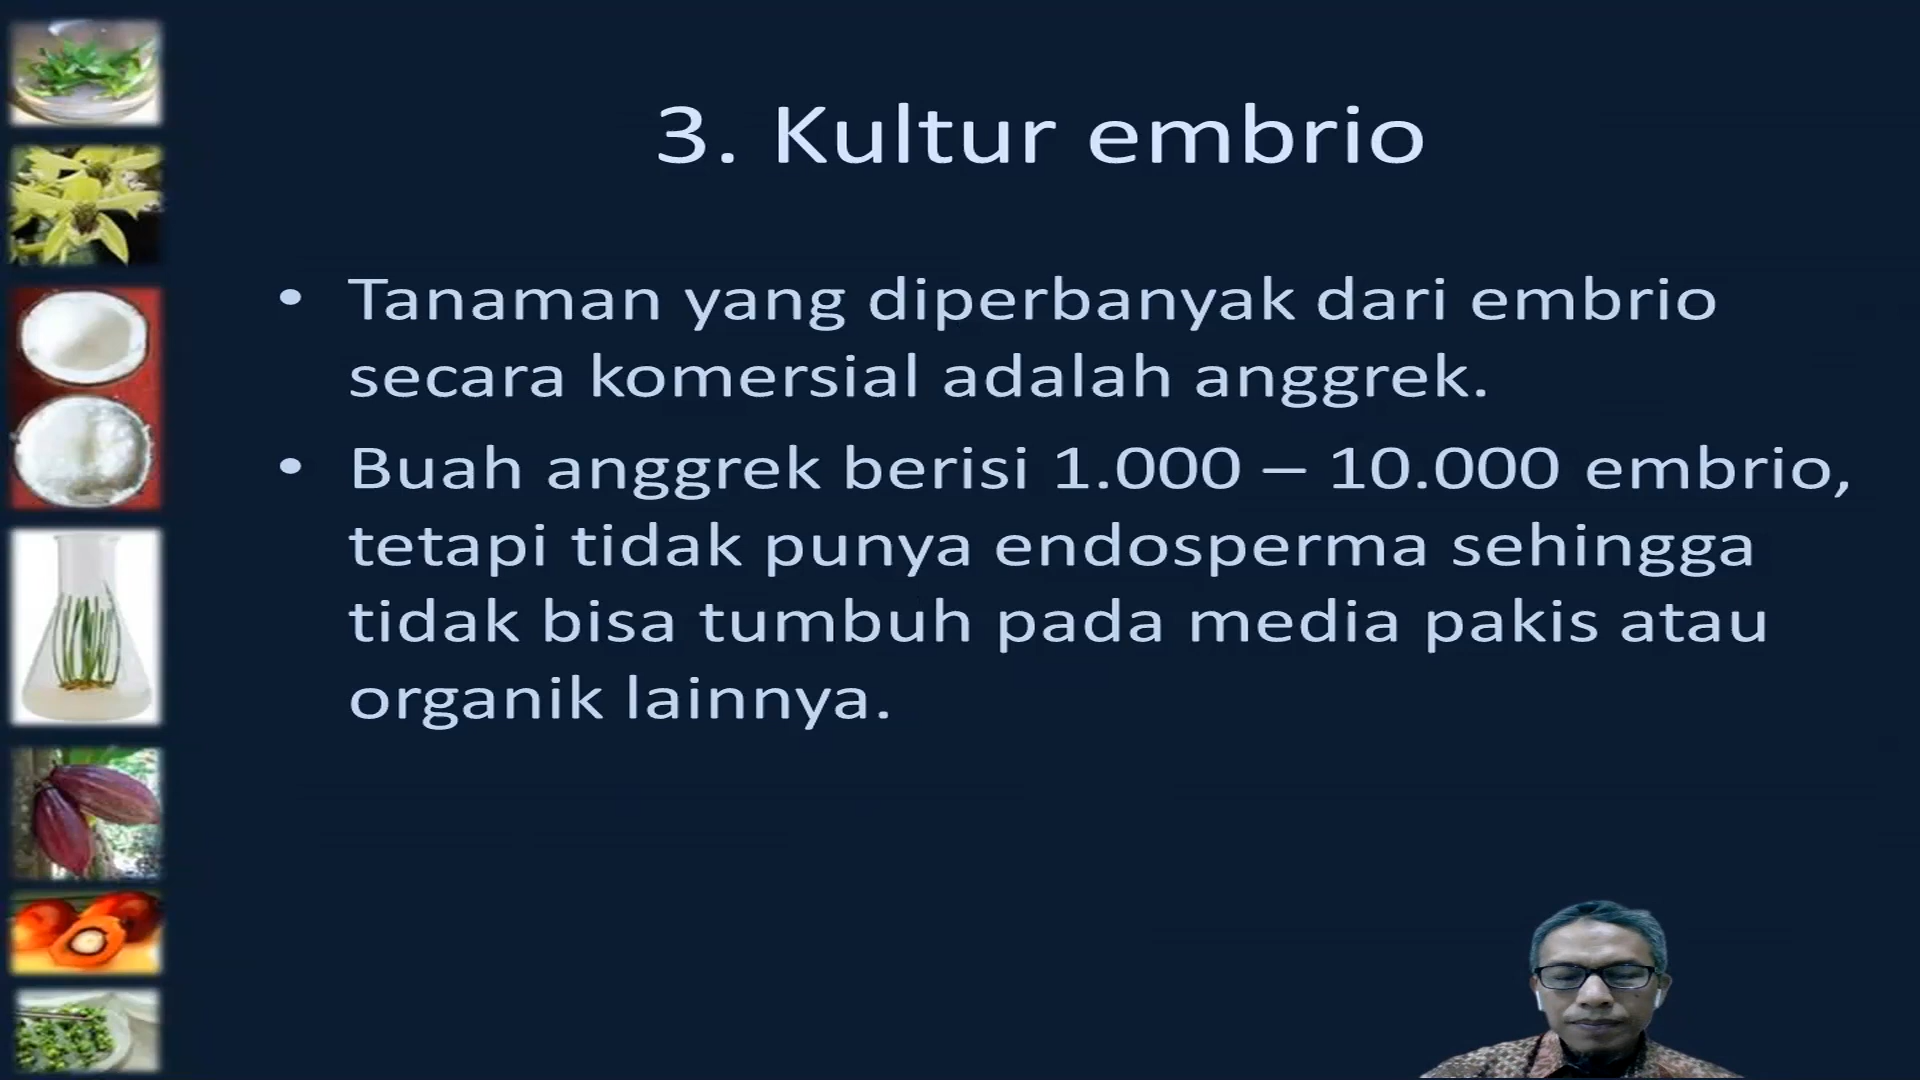 3. Kultur embrio
• Tanaman yang diperbanyak dari embrio
secara komersial adalah anggrek.
• Buah anggrek berisi 1.000 – 10.000 embrio,
tetapi tidak punya endosperma sehingga
tidak bisa tumbuh pada media pakis atau
organik lainnya.